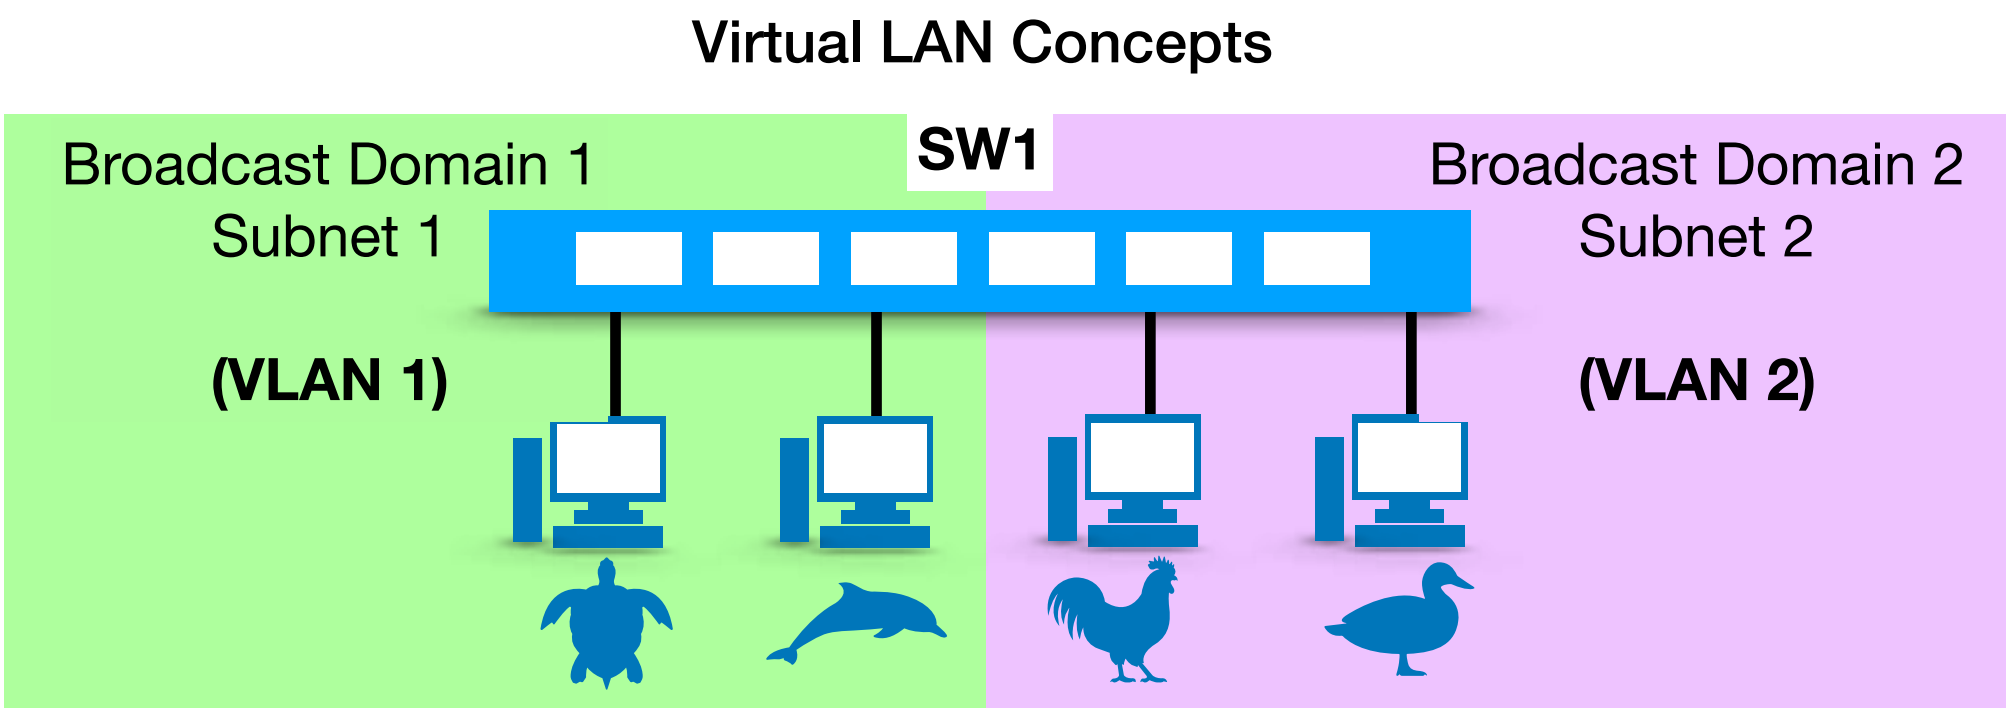 Virtual LAN Concepts
SW1
Broadcast Domain 1
Subnet 1
(VLAN 1)
Broadcast Domain 2
Subnet 2
(VLAN 2)